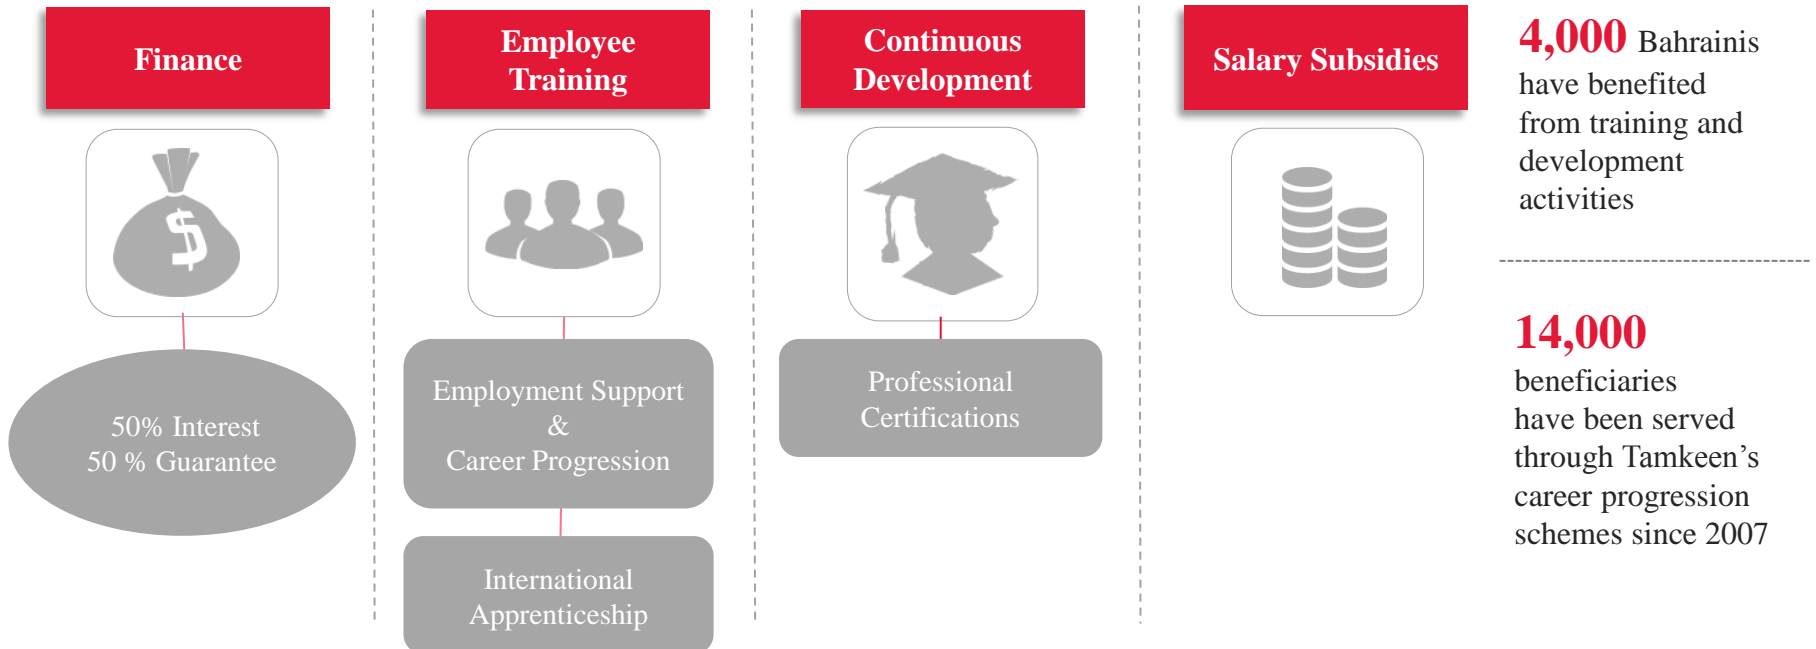 Finance
50% Interest
50 % Guarantee
Employee
Training
Employment Support
&
Career Progression
International
Apprenticeship
Continuous
Development
Professional
Certifications
Salary Subsidies
4,000 Bahrainis
have benefited
from training and
development
activities
14,000
beneficiaries
have been served
through Tamkeen’s
career progression
schemes since 2007